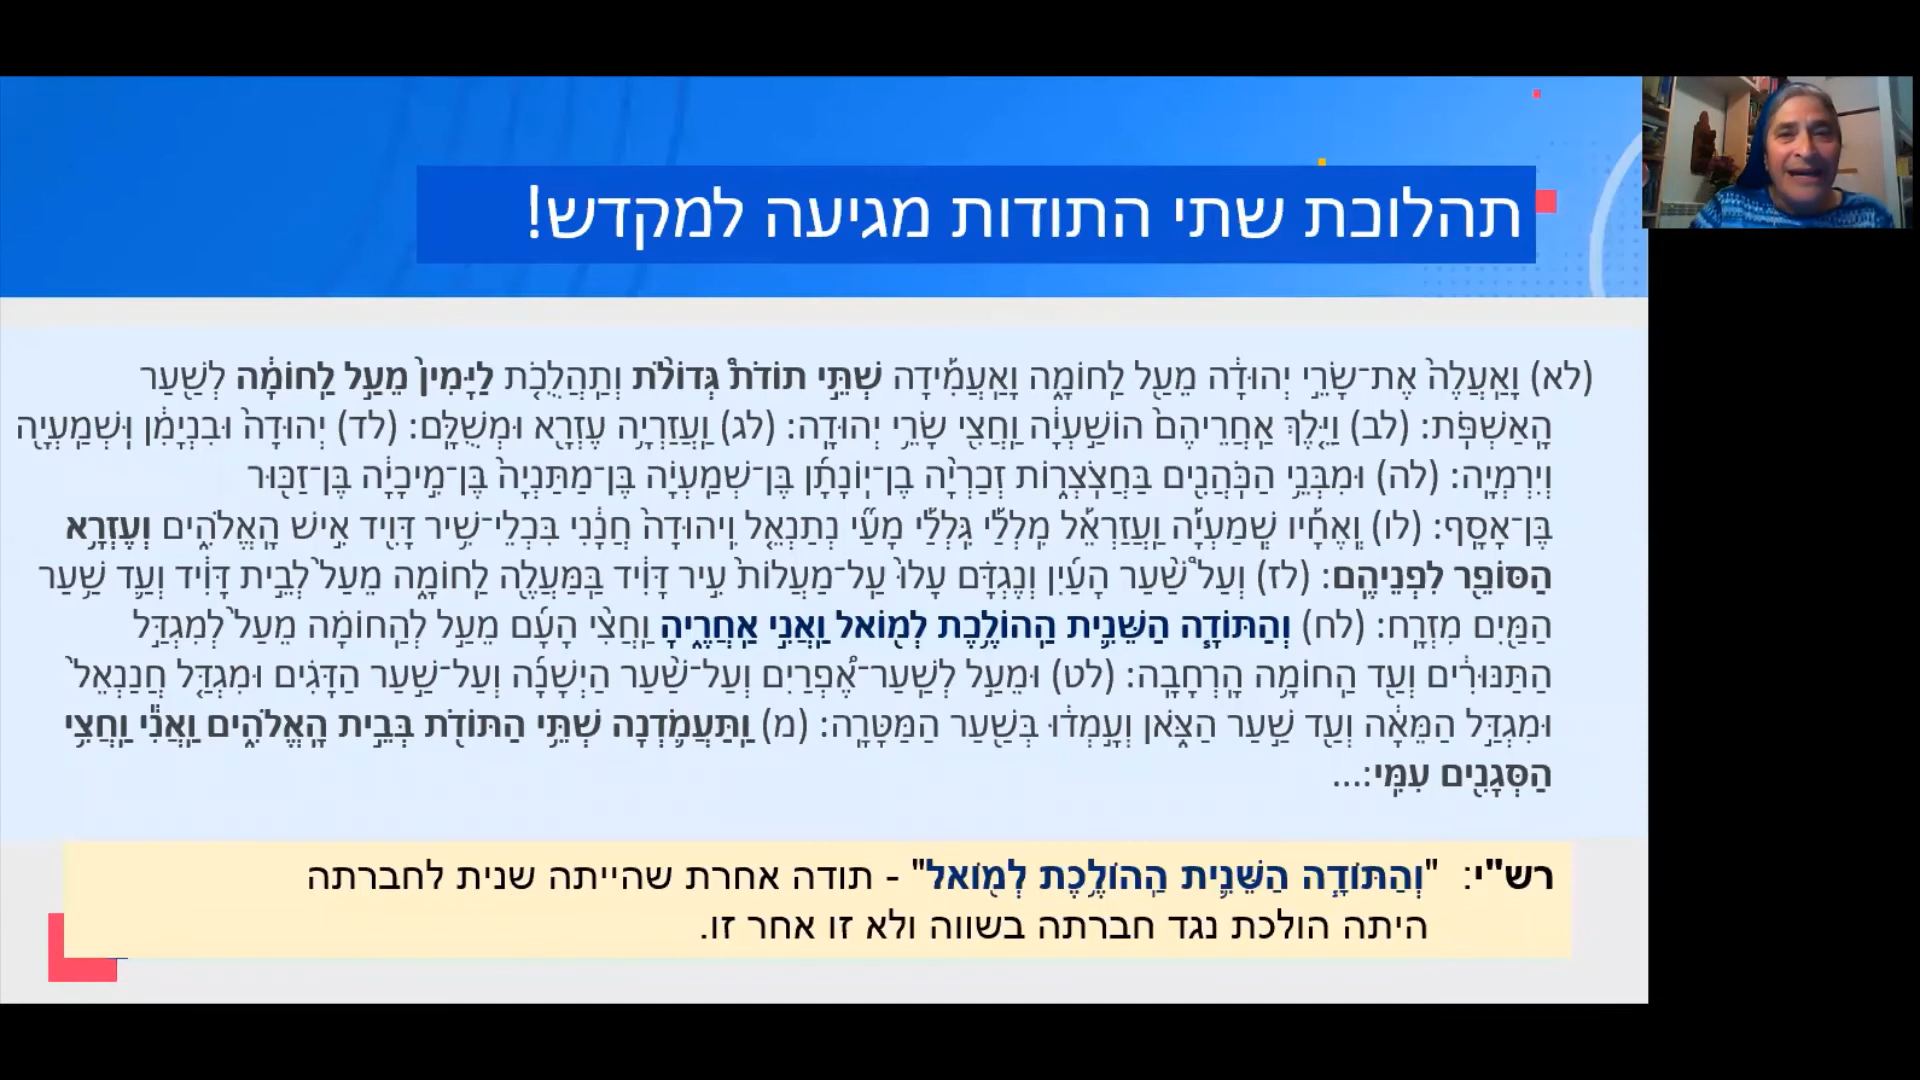 תהלוכת שתי התודות מגיעה למקדש!
(לא) וָאַעֲלֶה֙ אֶת־שָׂרֵ֣י יְהוּדָ֔ה מֵעַ֖ל לַחוֹמָ֑ה וָאַעֲמִ֡ידָה שְׁתֵּ֣י תוֹדֹת֩ גְּדוֹלֹ֨ת וְתַהֲלֻכֹ֤ת לַיָּמִין֙ מֵעַ֣ל לַחוֹמָ֔ה לְשַׁ֖עַר
הָאַשְׁפֹּֽת׃ (לב) וַיֵּ֤לֶךְ אַחֲרֵיהֶם֙ הוֹשַׁ֣עְיָ֔ה וַחֲצִ֖י שָׂרֵ֥י יְהוּדָֽה׃ (לג) וַעֲזַרְיָ֥ה עֶזְרָ֖א וּמְשֻׁלָּֽם׃ (לד) יְהוּדָה֙ וּבִנְיָמִ֔ן וּֽשְׁמַֽעְיָ֖ה
וְיִרְמְיָֽה׃ (לה) וּמִבְּנֵ֥י הַכֹּהֲנִ֖ים בַּחֲצֹצְר֑וֹת זְכַרְיָ֨ה בֶן־יוֹנָתָ֜ן בֶּן־שְׁמַֽעְיָ֗ה בֶּן־מַתַּנְיָה֙ בֶּן־מִ֣יכָיָ֔ה בֶּן־זַכּ֖וּר
בֶּן־אָסָֽף׃ (לו) וְֽאֶחָ֡יו שְֽׁמַעְיָ֡ה וַעֲזַרְאֵ֡ל מִֽלְלַ֡י גִּֽלְלַ֡י מָעַ֞י נְתַנְאֵ֤ל וִֽיהוּדָה֙ חֲנָ֔נִי בִּכְלֵי־שִׁ֥יר דָּוִ֖יד אִ֣ישׁ הָאֱלֹהִ֑ים וְעֶזְרָ֥א
הַסּוֹפֵ֖ר לִפְנֵיהֶֽם׃ (לז) וְעַל֩ שַׁ֨עַר הָעַ֜יִן וְנֶגְדָּ֗ם עָלוּ֙ עַֽל־מַעֲלוֹת֙ עִ֣יר דָּוִ֔יד בַּֽמַּעֲלֶ֖ה לַחוֹמָ֑ה מֵעַל֙ לְבֵ֣ית דָּוִ֔יד וְעַ֛ד שַׁ֥עַר
הַמַּ֖יִם מִזְרָֽח׃ (לח) וְהַתּוֹדָ֧ה הַשֵּׁנִ֛ית הַהוֹלֶ֥כֶת לְמ֖וֹאל וַאֲנִ֣י אַחֲרֶ֑יהָ וַחֲצִ֨י הָעָ֜ם מֵעַ֣ל לְהַחוֹמָ֗ה מֵעַל֙ לְמִגְדַּ֣ל
הַתַּנּוּרִ֔ים וְעַ֖ד הַחוֹמָ֥ה הָרְחָבָֽה׃ (לט) וּמֵעַ֣ל לְשַֽׁעַר־אֶ֠פְרַיִם וְעַל־שַׁ֨עַר הַיְשָׁנָ֜ה וְעַל־שַׁ֣עַר הַדָּגִ֗ים וּמִגְדַּ֤ל חֲנַנְאֵל֙
וּמִגְדַּ֣ל הַמֵּאָ֔ה וְעַ֖ד שַׁ֣עַר הַצֹּ֑אן וְעָ֣מְד֔וּ בְּשַׁ֖עַר הַמַּטָּרָֽה׃ (מ) וַֽתַּעֲמֹ֛דְנָה שְׁתֵּ֥י הַתּוֹדֹ֖ת בְּבֵ֣ית הָאֱלֹהִ֑ים וַאֲנִ֕י וַחֲצִ֥י
הַסְּגָנִ֖ים עִמִּֽי׃...
רש"י: "וְהַתּוֹדָ֧ה הַשֵּׁנִ֛ית הַהוֹלֶ֥כֶת לְמ֖וֹאל" - תודה אחרת שהייתה שנית לחברתה
היתה הולכת נגד חברתה בשווה ולא זו אחר זו.